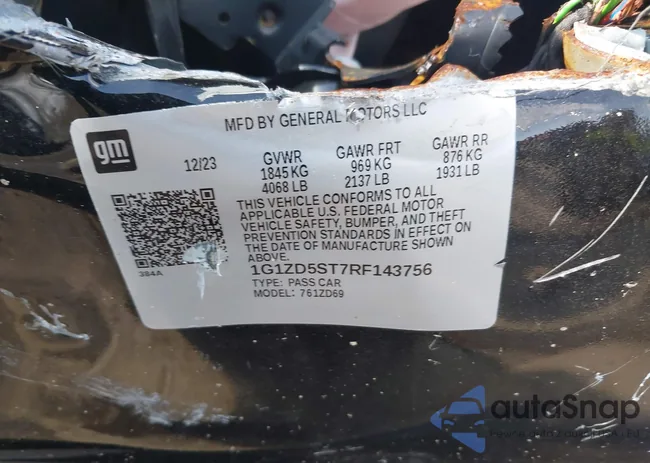 MFD BY GENERAL MOTORS LLC
gm
12/23
GVWR
1845 KG
4068 LB
GAWR FRT
969 KG
2137 LB
GAWR RR
876 KG
1931 LB
THIS VEHICLE CONFORMS TO ALL
APPLICABLE U.S. FEDERAL MOTOR
VEHICLE SAFETY, BUMPER, AND THEFT
PREVENTION STANDARDS IN EFFECT ON
THE DATE OF MANUFACTURE SHOWN
ABOVE.
384A
1G1ZD5ST7RF143756
TYPE: PASS CAR
MODEL: 761ZD69
autoSnap